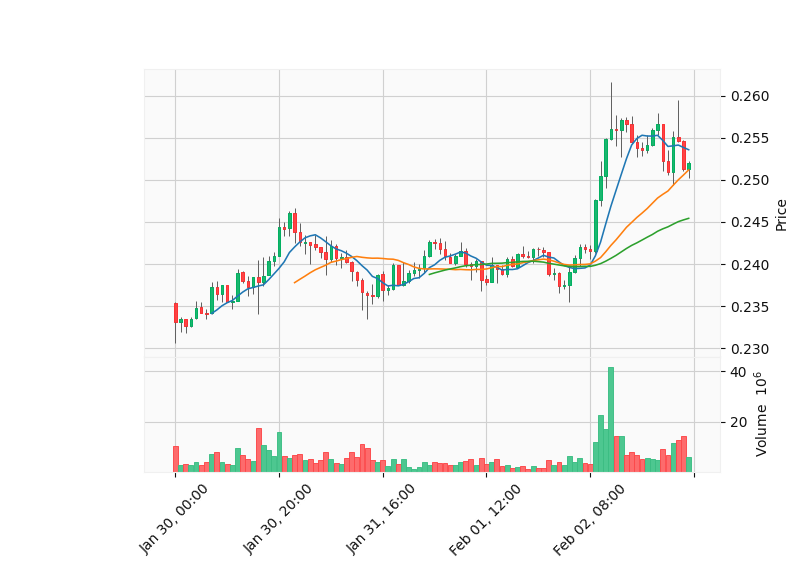 0.260
0.255
0.250
0.245
0.240
0.235
0.230
Price
40
20
Volume 10^6
Jan 30, 00:00
Jan 30, 20:00
Jan 31, 16:00
Feb 01, 12:00
Feb 02, 08:00